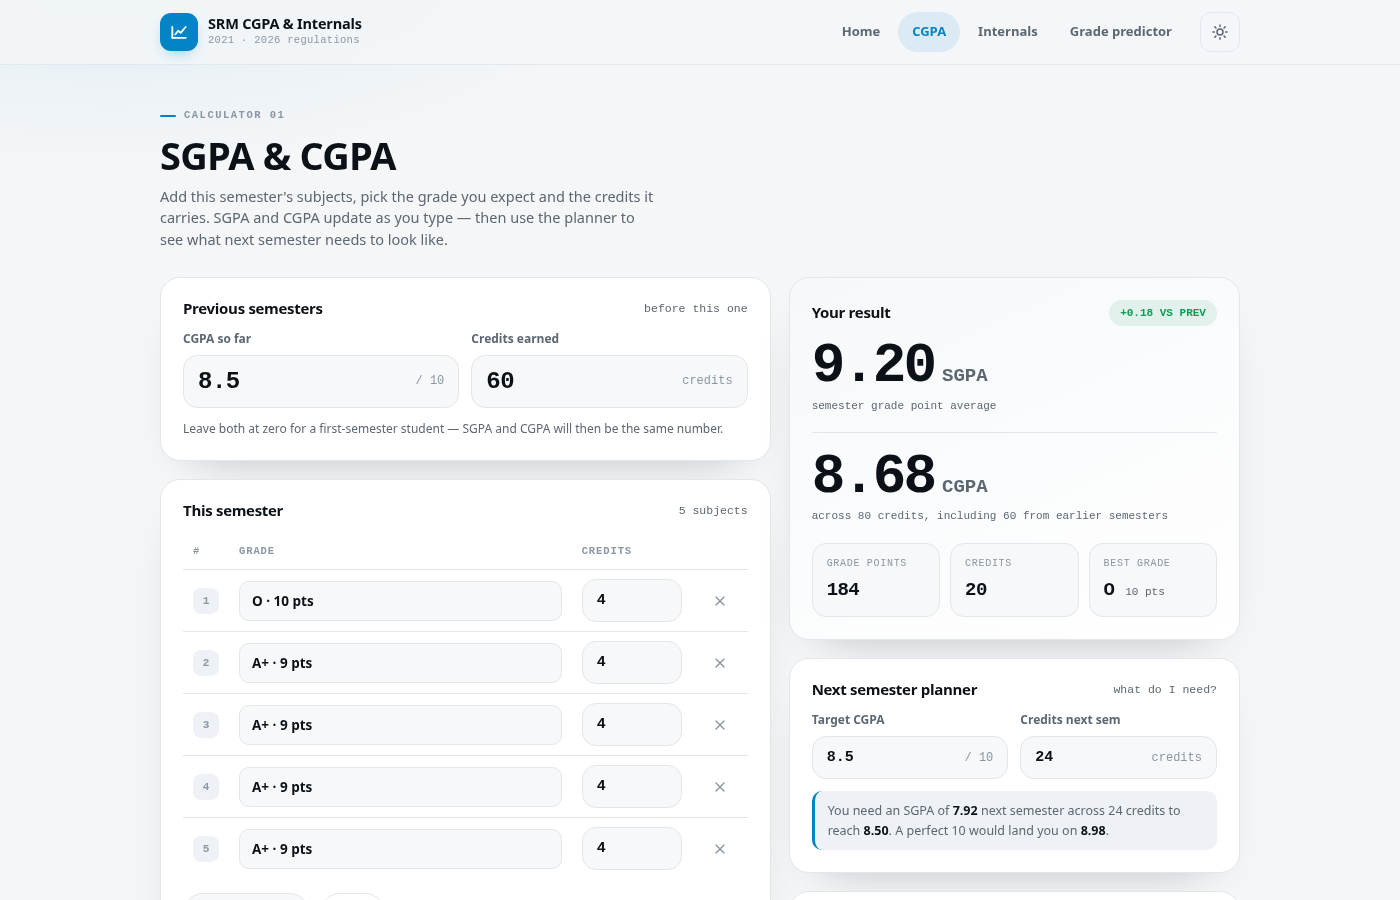 SRM CGPA & Internals
2021 · 2026 regulations
Home
CGPA
Internals
Grade predictor
CALCULATOR 01
SGPA & CGPA
Add this semester's subjects, pick the grade you expect and the credits it
carries. SGPA and CGPA update as you type — then use the planner to
see what next semester needs to look like.
Previous semesters
before this one
CGPA so far
Credits earned
8.5 / 10
60 credits
Leave both at zero for a first-semester student — SGPA and CGPA will then be the same number.
This semester
5 subjects
# GRADE CREDITS
1 O · 10 pts 4 ×
2 A+ · 9 pts 4 ×
3 A+ · 9 pts 4 ×
4 A+ · 9 pts 4 ×
5 A+ · 9 pts 4 ×
Your result
+0.18 VS PREV
9.20 SGPA
semester grade point average
8.68 CGPA
across 80 credits, including 60 from earlier semesters
GRADE POINTS
184
CREDITS
20
BEST GRADE
O 10 pts
Next semester planner
what do I need?
Target CGPA
Credits next sem
8.5 / 10
24 credits
You need an SGPA of 7.92 next semester across 24 credits to
reach 8.50. A perfect 10 would land you on 8.98.